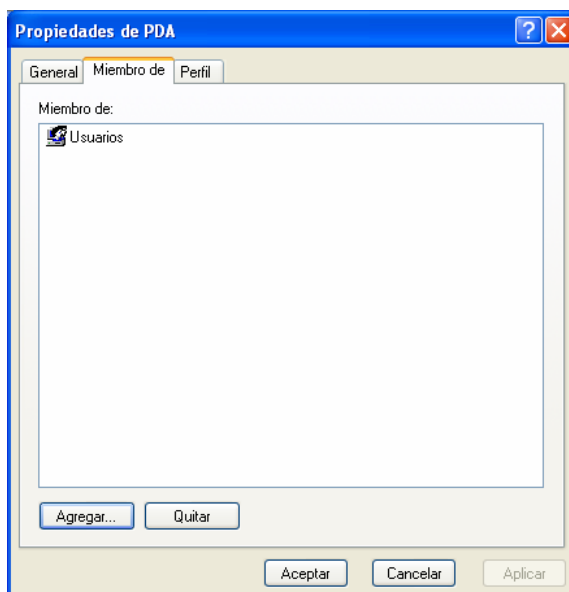 Propiedades de PDA
General Miembro de Perfil
Miembro de:
Usuarios
Agregar... Quitar
Aceptar Cancelar Aplicar